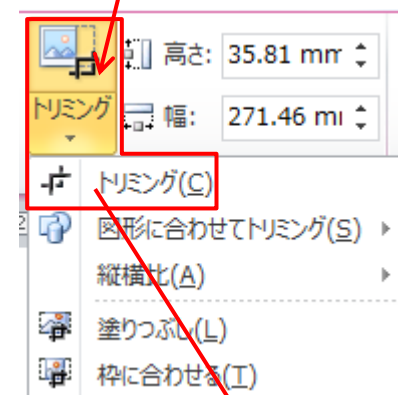 高さ: 35.81 mm
トリミング
幅: 271.46 mı
トリミング(C)
図形に合わせてトリミング(S)
縦横比(A)
塗りつぶし(L)
枠に合わせる(T)